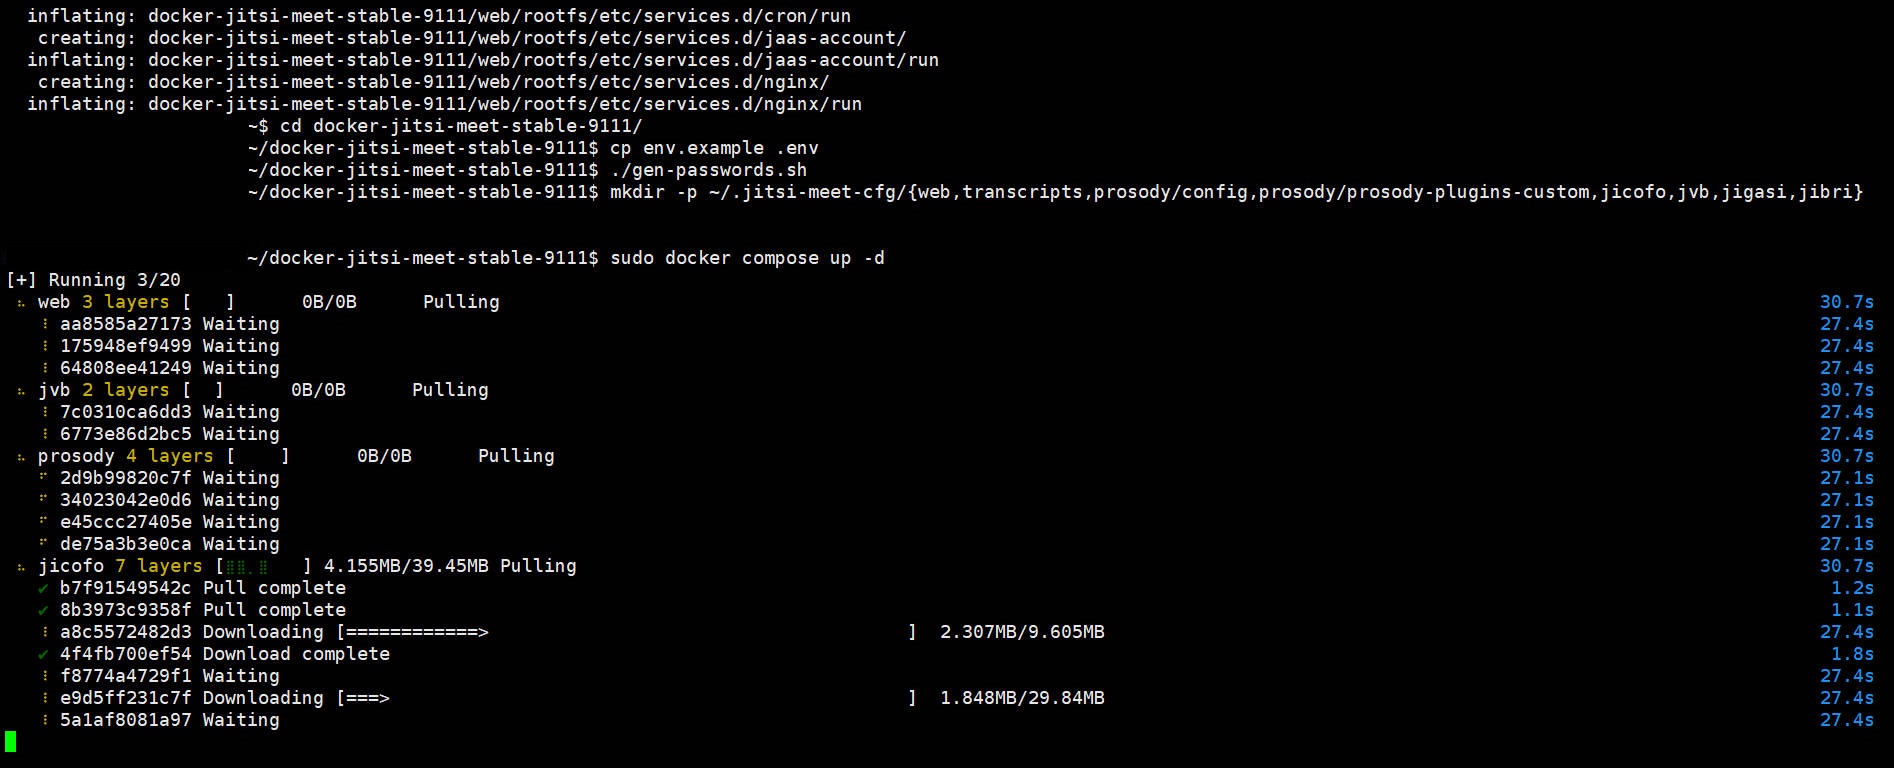 inflating: docker-jitsi-meet-stable-9111/web/rootfs/etc/services.d/cron/run
creating: docker-jitsi-meet-stable-9111/web/rootfs/etc/services.d/jaas-account/
inflating: docker-jitsi-meet-stable-9111/web/rootfs/etc/services.d/jaas-account/run
creating: docker-jitsi-meet-stable-9111/web/rootfs/etc/services.d/nginx/
inflating: docker-jitsi-meet-stable-9111/web/rootfs/etc/services.d/nginx/run
~$ cd docker-jitsi-meet-stable-9111/
~/docker-jitsi-meet-stable-9111$ cp env.example .env
~/docker-jitsi-meet-stable-9111$ ./gen-passwords.sh
~/docker-jitsi-meet-stable-9111$ mkdir -p ~/.jitsi-meet-cfg/{web,transcripts,prosody/config,prosody/prosody-plugins-custom,jicofo,jvb,jigasi,jibri}
~/docker-jitsi-meet-stable-9111$ sudo docker compose up -d
[+] Running 3/20
web 3 layers [   ] 0B/0B Pulling 30.7s
aa8585a27173 Waiting 27.4s
175948ef9499 Waiting 27.4s
64808ee41249 Waiting 27.4s
jvb 2 layers [  ] 0B/0B Pulling 30.7s
7c0310ca6dd3 Waiting 27.4s
6773e86d2bc5 Waiting 27.4s
prosody 4 layers [    ] 0B/0B Pulling 30.7s
2d9b99820c7f Waiting 27.1s
34023042e0d6 Waiting 27.1s
e45ccc27405e Waiting 27.1s
de75a3b3e0ca Waiting 27.1s
jicofo 7 layers [⣿⣿⣀⣿   ] 4.155MB/39.45MB Pulling 30.7s
✔ b7f91549542c Pull complete 1.2s
✔ 8b3973c9358f Pull complete 1.1s
a8c5572482d3 Downloading [============>                                      ] 2.307MB/9.605MB 27.4s
✔ 4f4fb700ef54 Download complete 1.8s
f8774a4729f1 Waiting 27.4s
e9d5ff231c7f Downloading [===>                                               ] 1.848MB/29.84MB 27.4s
5a1af8081a97 Waiting 27.4s